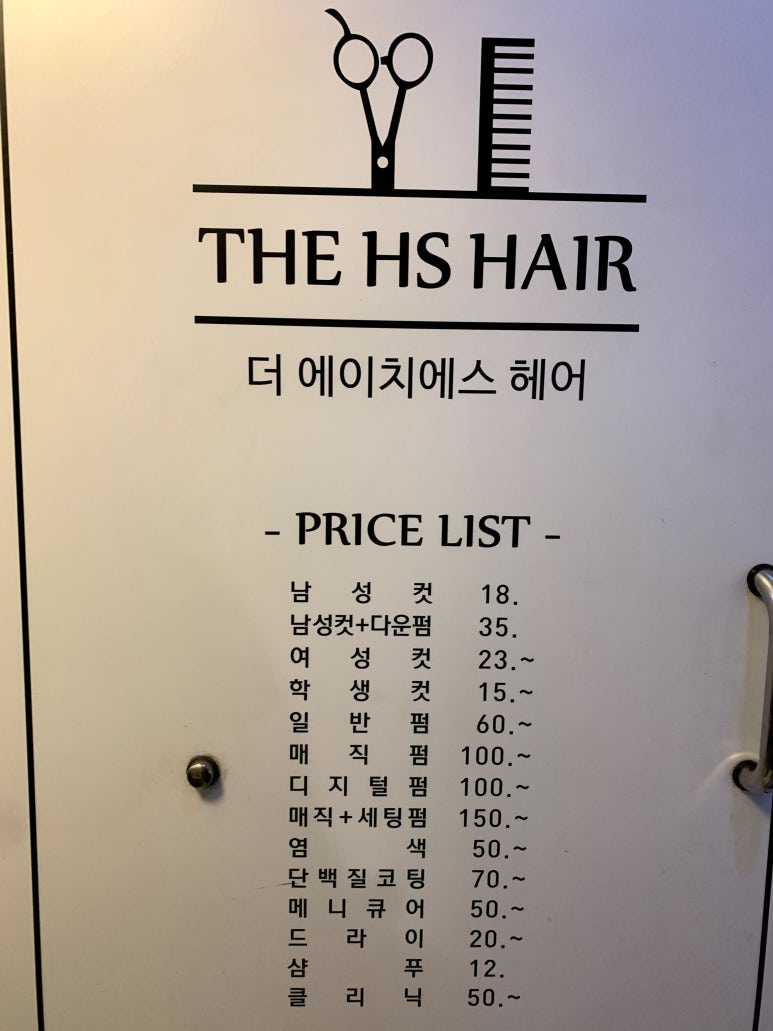 THE HS HAIR
더 에이치에스 헤어
- PRICE LIST -
남 성 컷 18.
남성컷+다운펌 35.
여 성 컷 23.~
학 생 컷 15.~
일 반 펌 60.~
매 직 펌 100.~
디 지 털 펌 100.~
매직+세팅펌 150.~
염 색 50.~
단 백 질 코 팅 70.~
메 니 큐 어 50.~
드 라 이 20.~
샴 푸 12.
클 리 닉 50.~